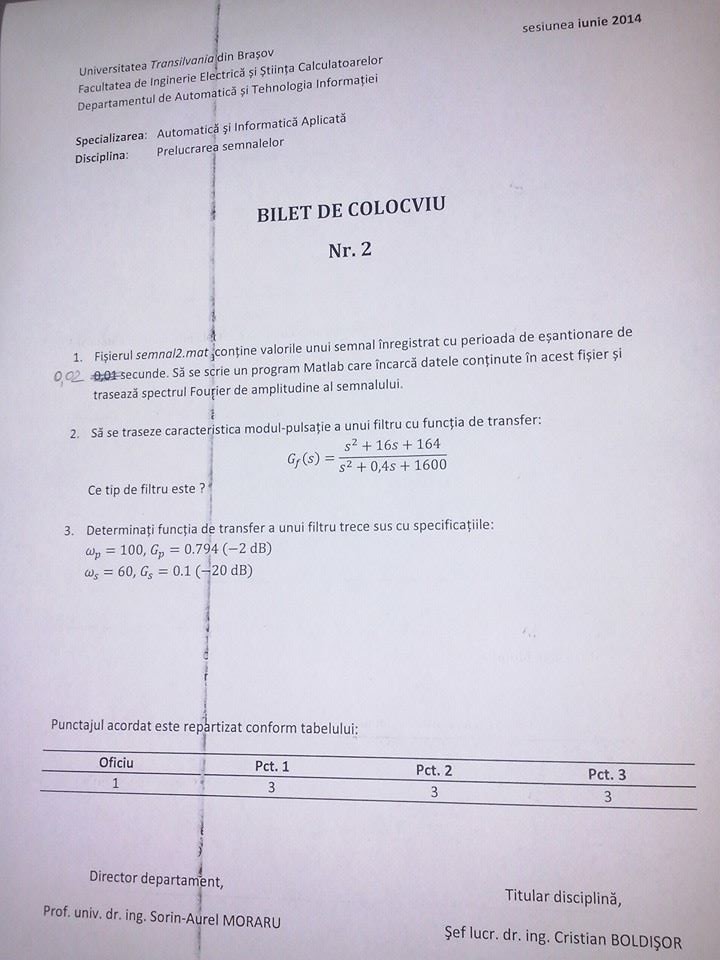 sesiunea iunie 2014
Universitatea Transilvania din Brașov
Facultatea de Inginerie Electrică și Știința Calculatoarelor
Departamentul de Automatică și Tehnologia Informației
Specializarea: Automatică și Informatică Aplicată
Disciplina: Prelucrarea semnalelor
BILET DE COLOCVIU
Nr. 2
1. Fișierul semnal2.mat conține valorile unui semnal înregistrat cu perioada de eșantionare de
0,02 0,01 secunde. Să se scrie un program Matlab care încarcă datele conținute în acest fișier și
trasează spectrul Fourier de amplitudine al semnalului.
2. Să se traseze caracteristica modul-pulsație a unui filtru cu funcția de transfer:
G_f(s) = (s² + 16s + 164) / (s² + 0,4s + 1600)
Ce tip de filtru este ?
3. Determinați funcția de transfer a unui filtru trece sus cu specificațiile:
ω_p = 100, G_p = 0.794 (−2 dB)
ω_s = 60, G_s = 0.1 (−20 dB)
Punctajul acordat este repartizat conform tabelului:
Oficiu Pct. 1 Pct. 2 Pct. 3
1 3 3 3
Director departament,
Titular disciplină,
Prof. univ. dr. ing. Sorin-Aurel MORARU
Șef lucr. dr. ing. Cristian BOLDIȘOR